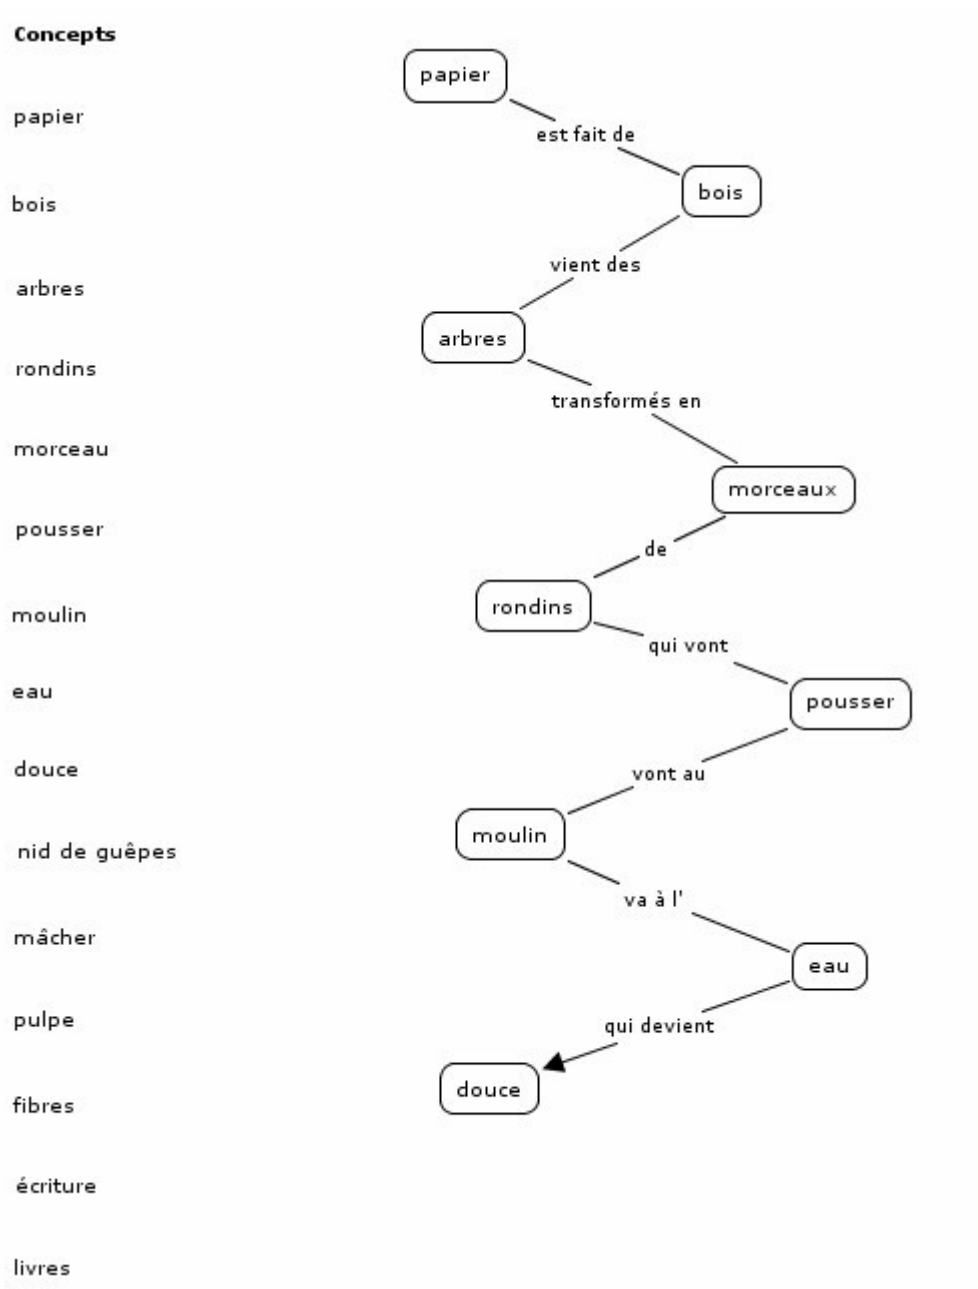 Concepts
papier
bois
arbres
rondins
morceau
pousser
moulin
eau
douce
nid de guêpes
mâcher
pulpe
fibres
écriture
livres
papier
est fait de
bois
vient des
arbres
transformés en
morceaux
de
rondins
qui vont
pousser
vont au
moulin
va à l'
eau
qui devient
douce